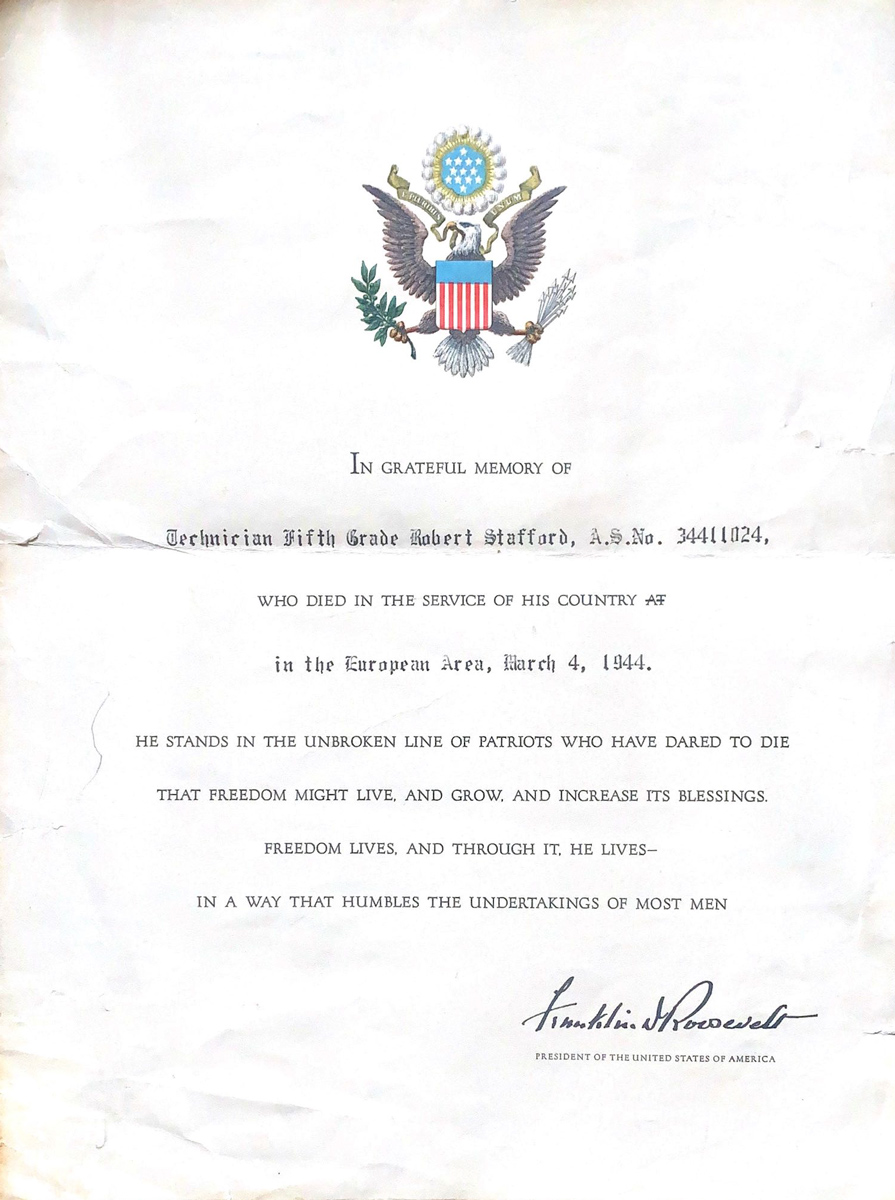 E PLURIBUS UNUM
IN GRATEFUL MEMORY OF
Technician Fifth Grade Robert Stafford, A.S.No. 34411024,
WHO DIED IN THE SERVICE OF HIS COUNTRY AT
in the European Area, March 4, 1944.
HE STANDS IN THE UNBROKEN LINE OF PATRIOTS WHO HAVE DARED TO DIE
THAT FREEDOM MIGHT LIVE, AND GROW, AND INCREASE ITS BLESSINGS.
FREEDOM LIVES, AND THROUGH IT, HE LIVES—
IN A WAY THAT HUMBLES THE UNDERTAKINGS OF MOST MEN
Franklin D Roosevelt
PRESIDENT OF THE UNITED STATES OF AMERICA